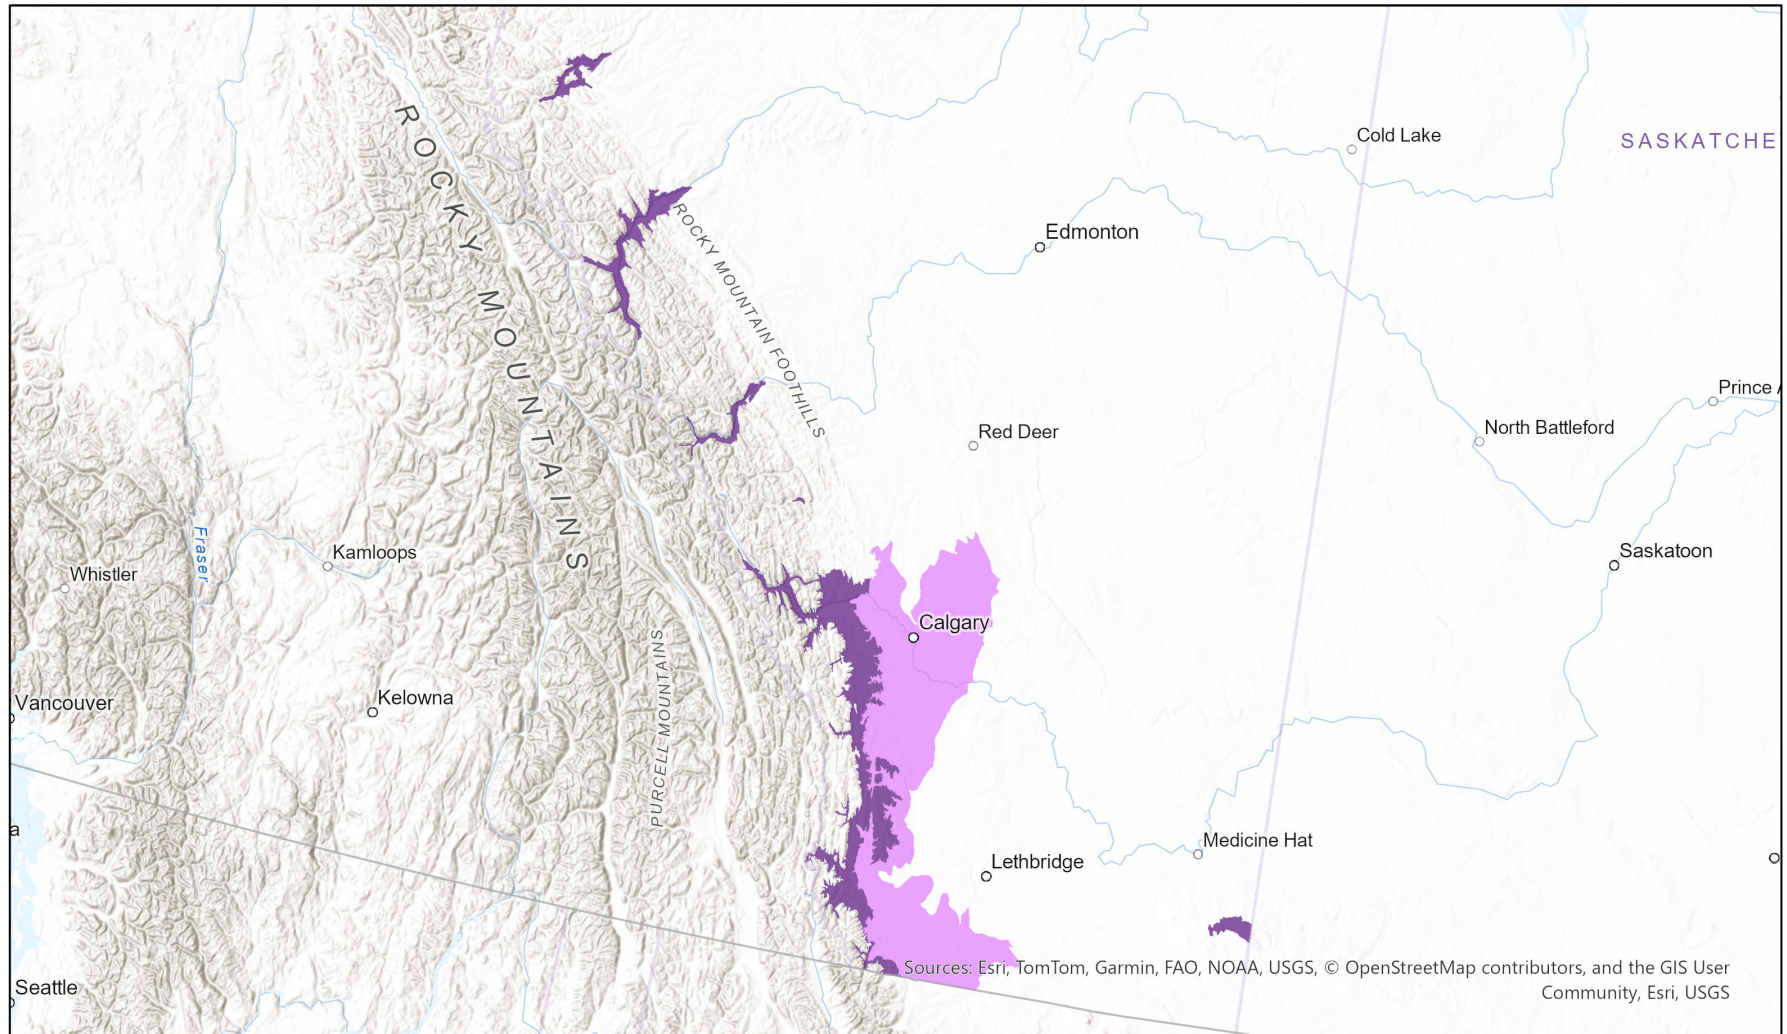 Cold Lake
SASKATCHE
ROCKY MOUNTAINS
Edmonton
ROCKY MOUNTAIN FOOTHILLS
Prince A
North Battleford
Red Deer
Fraser
Kamloops
Saskatoon
Whistler
Calgary
PURCELL MOUNTAINS
Kelowna
Vancouver
a
Medicine Hat
Lethbridge
Sources: Esri, TomTom, Garmin, FAO, NOAA, USGS, © OpenStreetMap contributors, and the GIS User
Community, Esri, USGS
Seattle